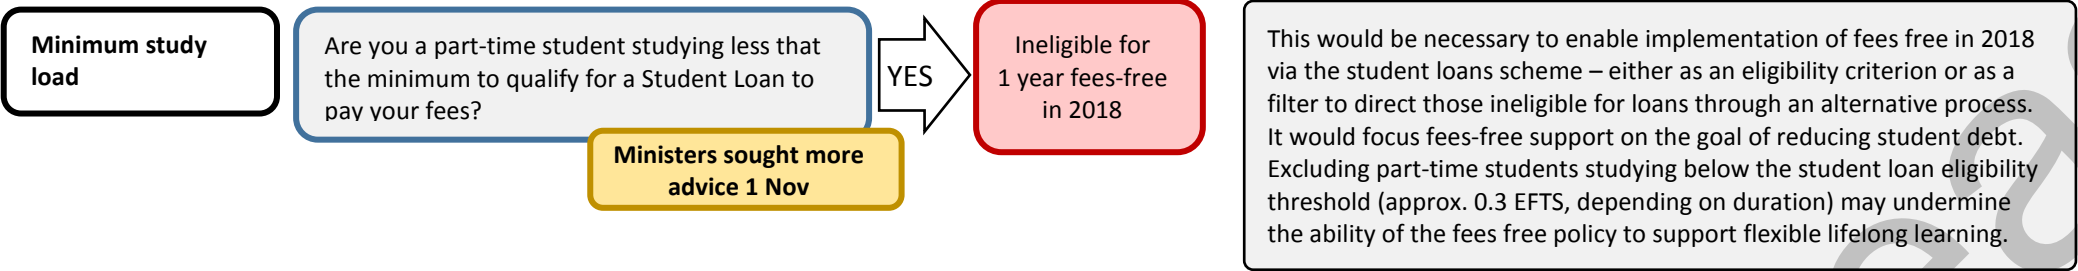 Minimum study
load
Are you a part-time student studying less that
the minimum to qualify for a Student Loan to
pay your fees?
Ministers sought more
advice 1 Nov
YES
Ineligible for
1 year fees-free
in 2018
This would be necessary to enable implementation of fees free in 2018
via the student loans scheme – either as an eligibility criterion or as a
filter to direct those ineligible for loans through an alternative process.
It would focus fees-free support on the goal of reducing student debt.
Excluding part-time students studying below the student loan eligibility
threshold (approx. 0.3 EFTS, depending on duration) may undermine
the ability of the fees free policy to support flexible lifelong learning.